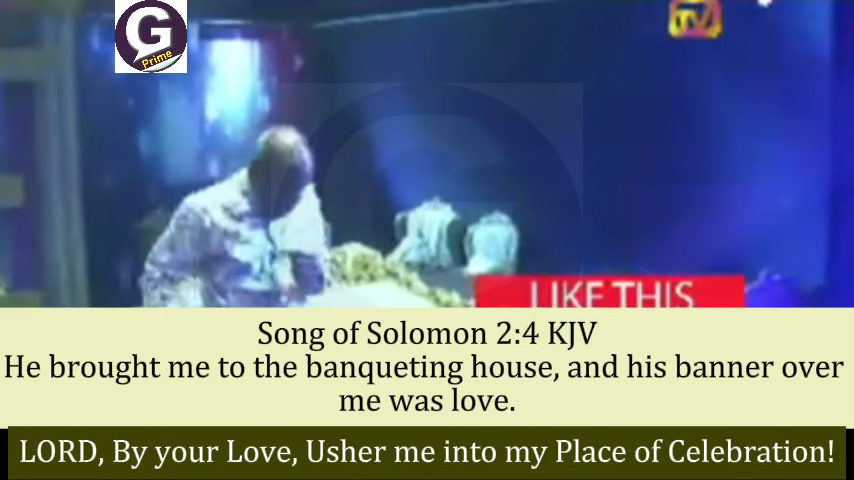 G
Prime
TV
LIKE THIS
Song of Solomon 2:4 KJV
He brought me to the banqueting house, and his banner over
me was love.
LORD, By your Love, Usher me into my Place of Celebration!